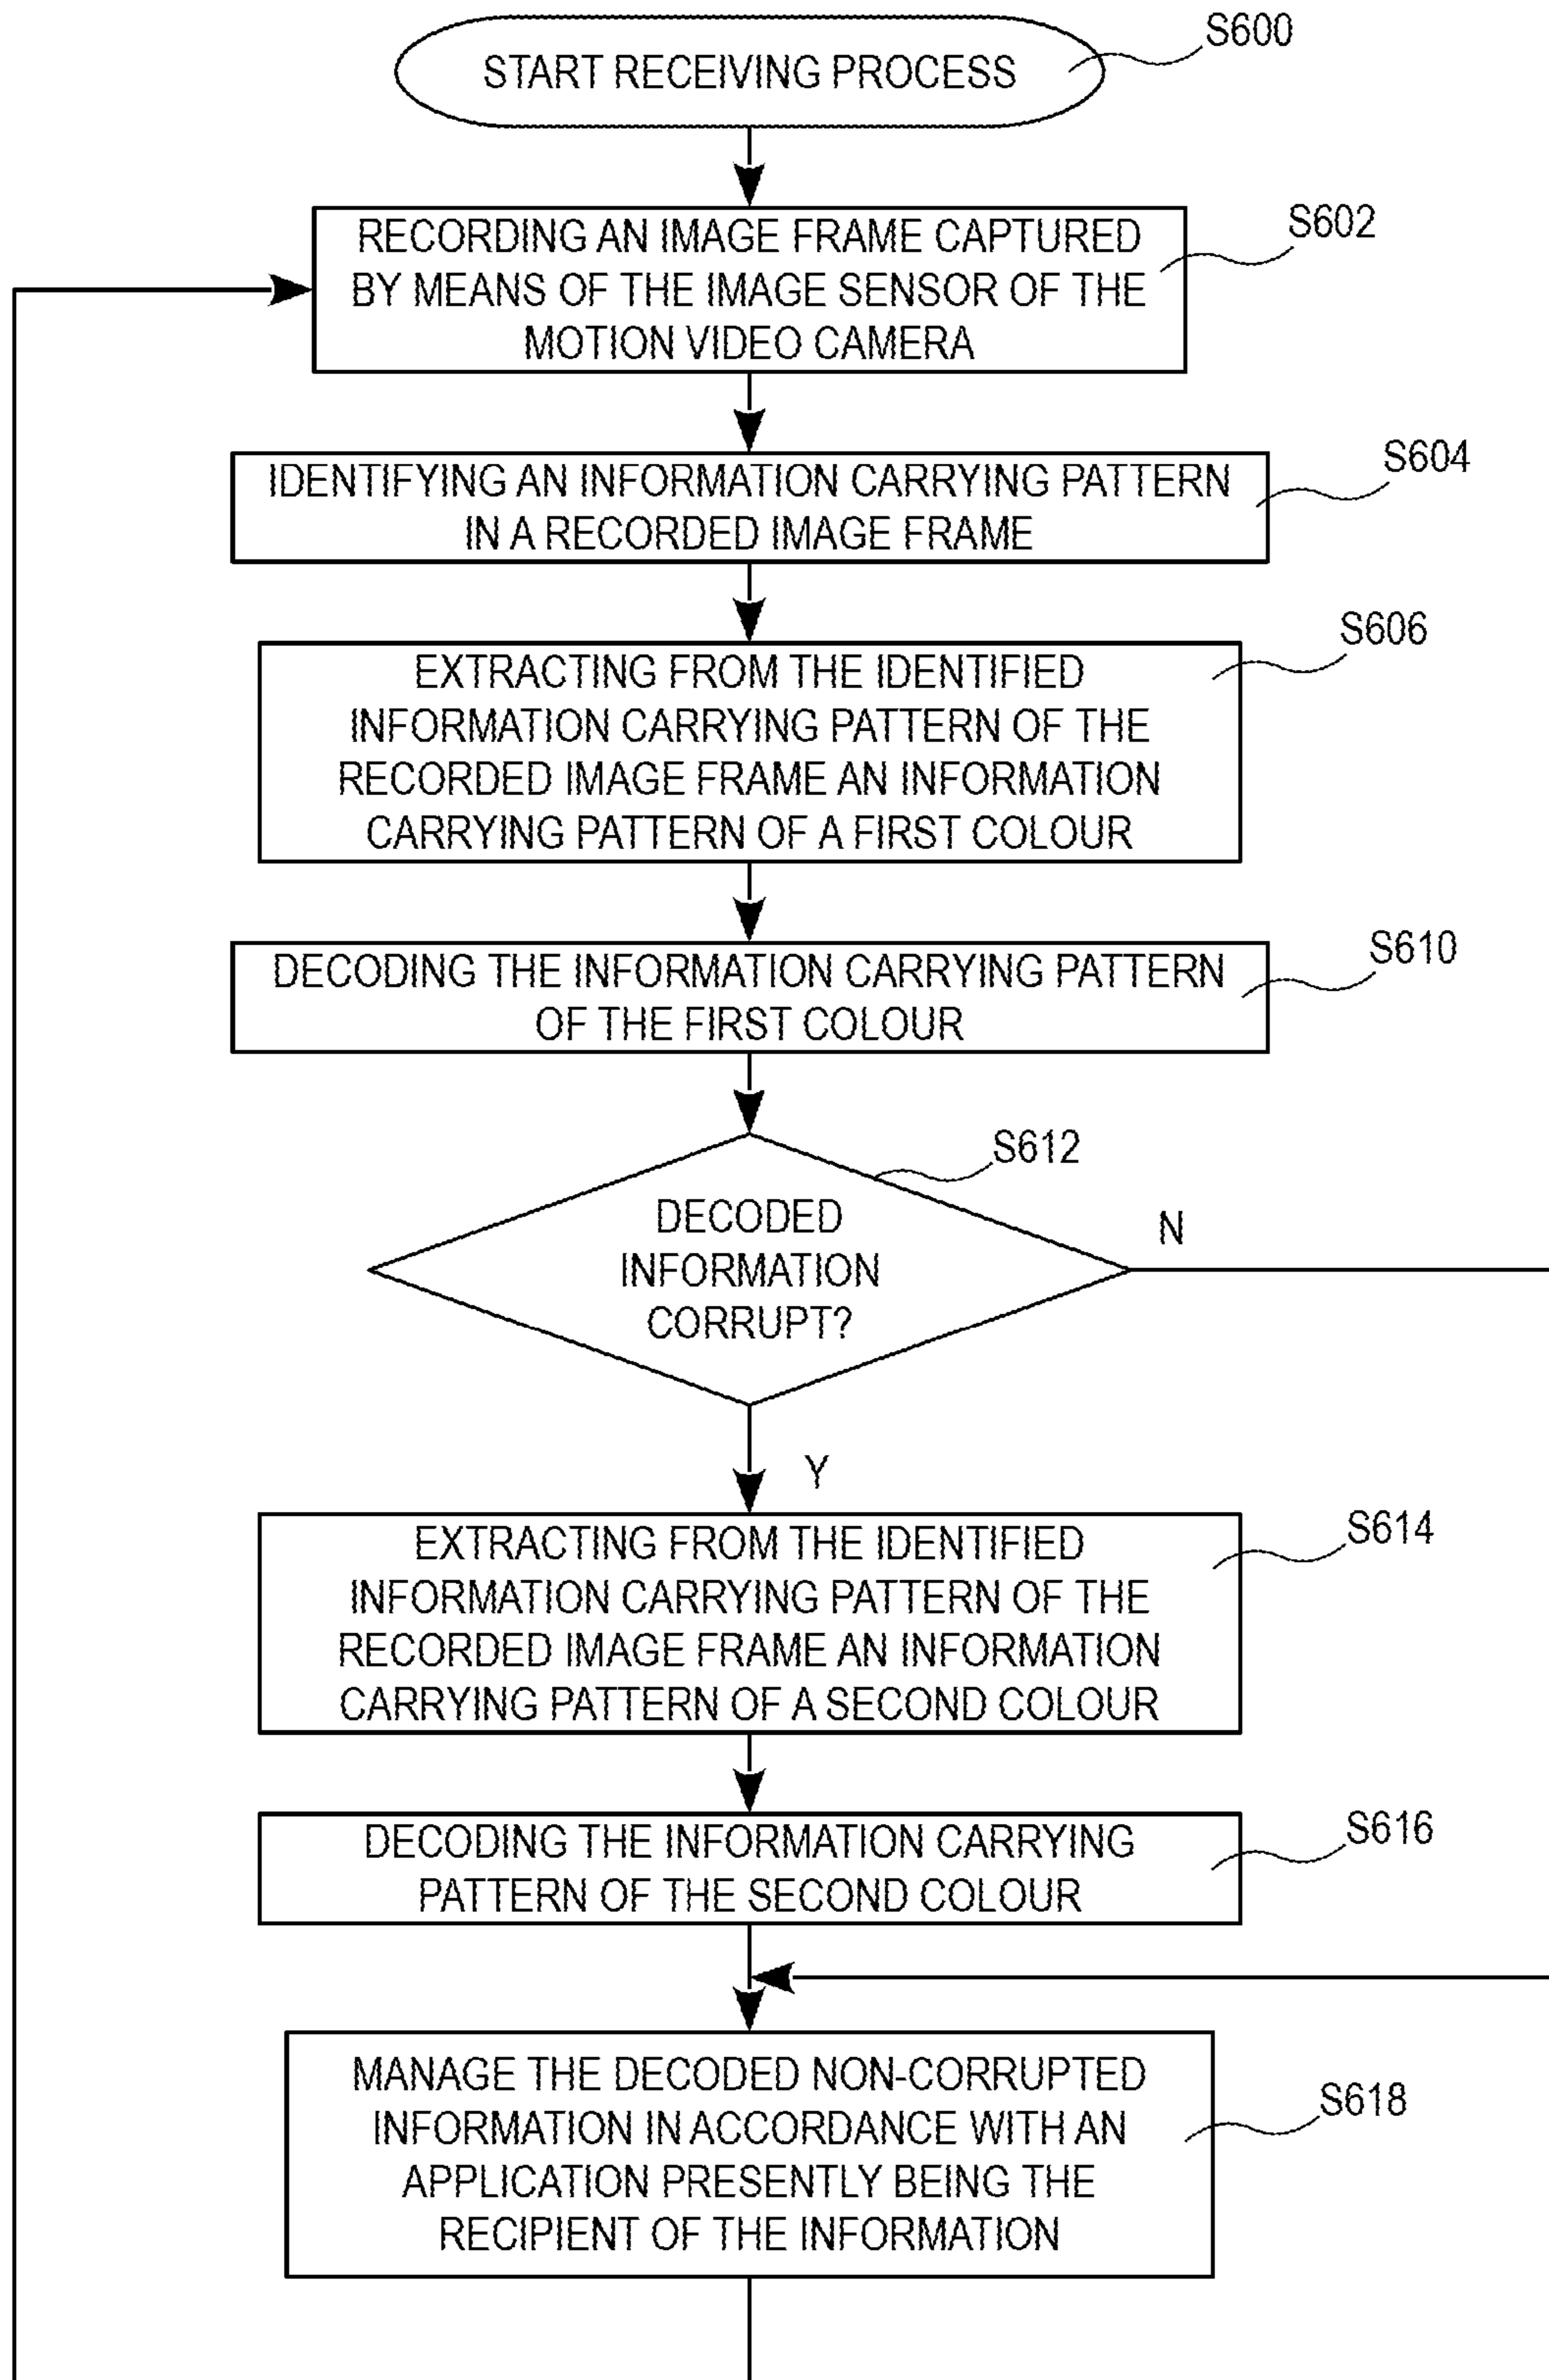 START RECEIVING PROCESS
S600
RECORDING AN IMAGE FRAME CAPTURED
BY MEANS OF THE IMAGE SENSOR OF THE
MOTION VIDEO CAMERA
S602
IDENTIFYING AN INFORMATION CARRYING PATTERN
IN A RECORDED IMAGE FRAME
S604
EXTRACTING FROM THE IDENTIFIED
INFORMATION CARRYING PATTERN OF THE
RECORDED IMAGE FRAME AN INFORMATION
CARRYING PATTERN OF A FIRST COLOUR
S606
DECODING THE INFORMATION CARRYING PATTERN
OF THE FIRST COLOUR
S610
DECODED
INFORMATION
CORRUPT?
S612
N
Y
EXTRACTING FROM THE IDENTIFIED
INFORMATION CARRYING PATTERN OF THE
RECORDED IMAGE FRAME AN INFORMATION
CARRYING PATTERN OF A SECOND COLOUR
S614
DECODING THE INFORMATION CARRYING
PATTERN OF THE SECOND COLOUR
S616
MANAGE THE DECODED NON-CORRUPTED
INFORMATION IN ACCORDANCE WITH AN
APPLICATION PRESENTLY BEING THE
RECIPIENT OF THE INFORMATION
S618